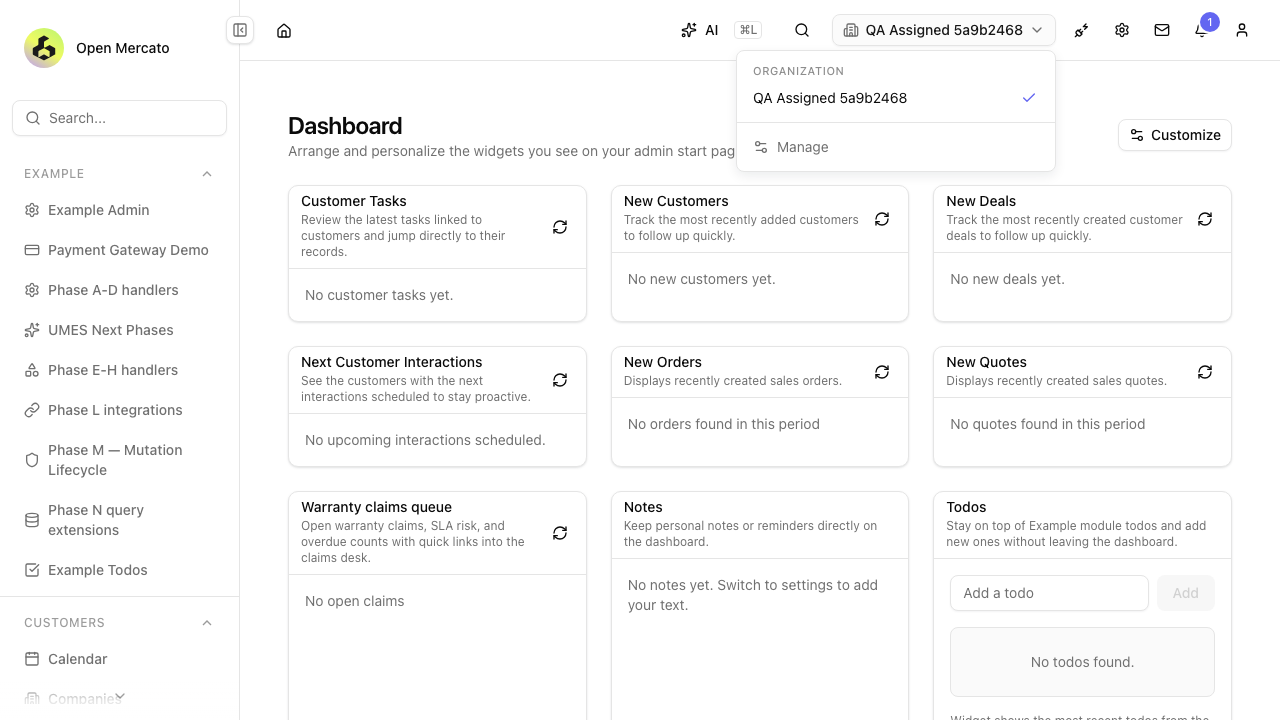 Open Mercato
AI
⌘L
QA Assigned 5a9b2468
1
ORGANIZATION
QA Assigned 5a9b2468
Manage
Search...
EXAMPLE
Example Admin
Payment Gateway Demo
Phase A-D handlers
UMES Next Phases
Phase E-H handlers
Phase L integrations
Phase M — Mutation
Lifecycle
Phase N query
extensions
Example Todos
CUSTOMERS
Calendar
Companies
Dashboard
Arrange and personalize the widgets you see on your admin start pag
Customize
Customer Tasks
Review the latest tasks linked to
customers and jump directly to their
records.
No customer tasks yet.
New Customers
Track the most recently added customers
to follow up quickly.
No new customers yet.
New Deals
Track the most recently created customer
deals to follow up quickly.
No new deals yet.
Next Customer Interactions
See the customers with the next
interactions scheduled to stay proactive.
No upcoming interactions scheduled.
New Orders
Displays recently created sales orders.
No orders found in this period
New Quotes
Displays recently created sales quotes.
No quotes found in this period
Warranty claims queue
Open warranty claims, SLA risk, and
overdue counts with quick links into the
claims desk.
No open claims
Notes
Keep personal notes or reminders directly on
the dashboard.
No notes yet. Switch to settings to add
your text.
Todos
Stay on top of Example module todos and add
new ones without leaving the dashboard.
Add a todo
Add
No todos found.
Widget shows the most recent todos from the